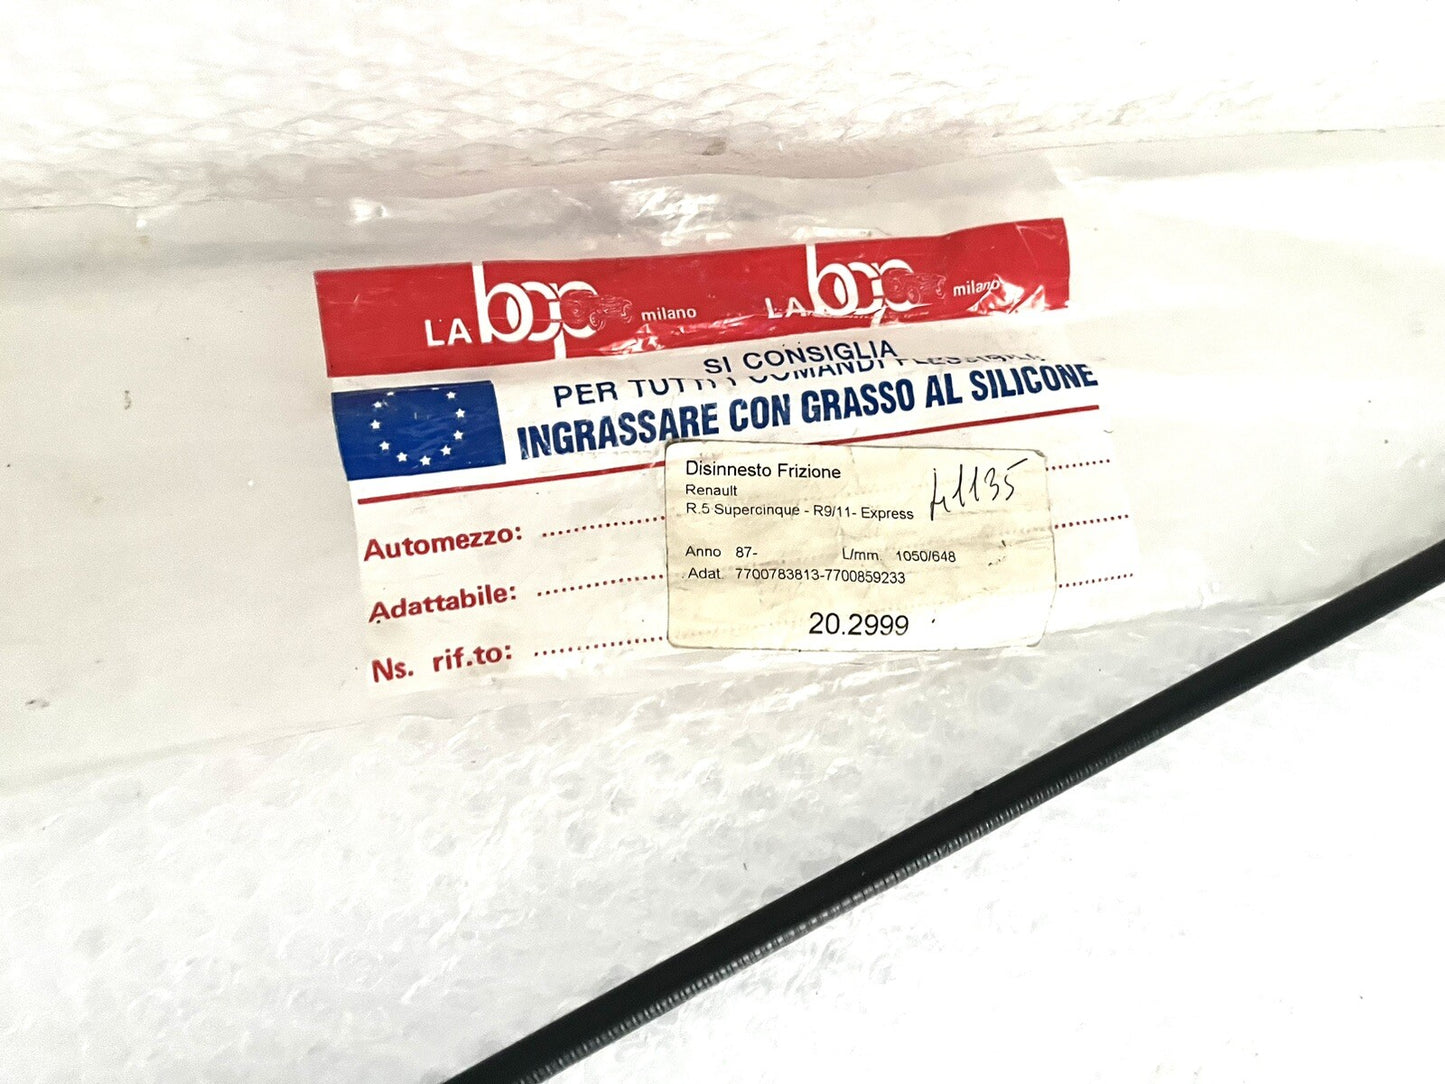 LA bcp milano LA bcp milano
SI CONSIGLIA
PER TUTTI I COMANDI FLESSIBILI
INGRASSARE CON GRASSO AL SILICONE
Automezzo:
Adattabile:
Ns. rif.to:
Disinnesto Frizione
Renault
R.5 Supercinque - R9/11- Express
41135
Anno 87- L/mm. 1050/648
Adat. 7700783813-7700859233
20.2999